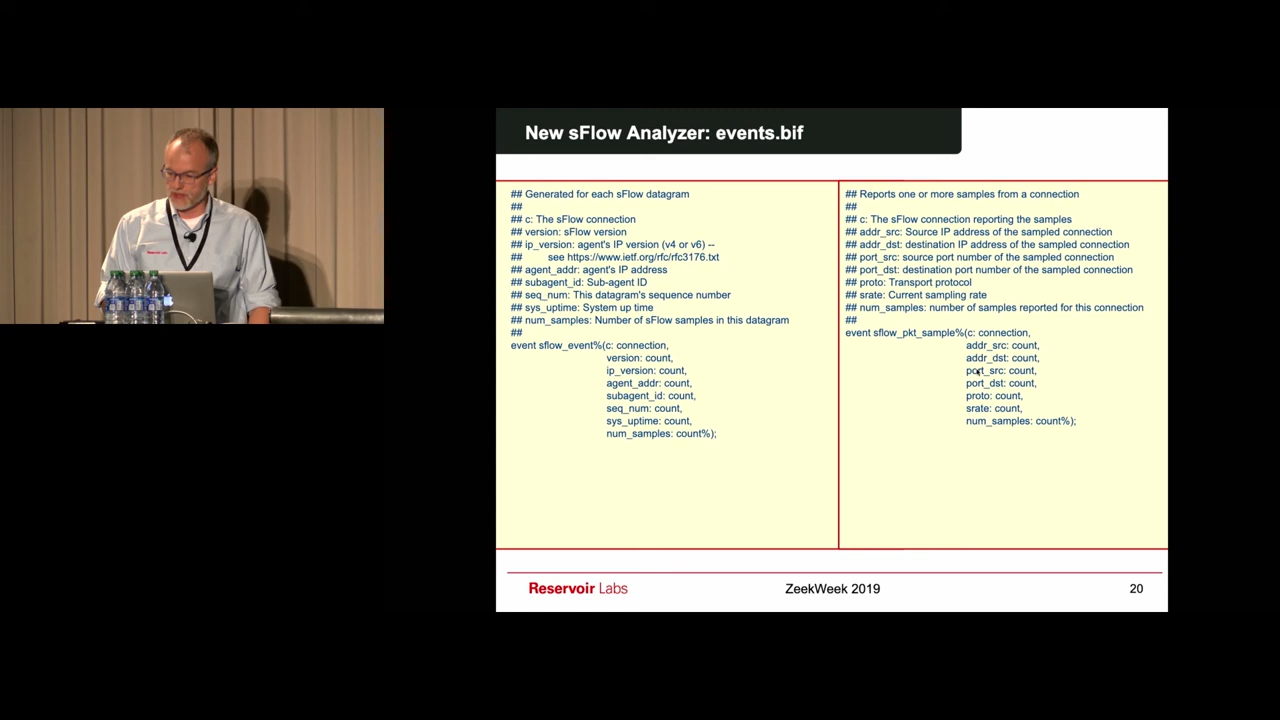 New sFlow Analyzer: events.bif
## Generated for each sFlow datagram
##
## c: The sFlow connection
## version: sFlow version
## ip_version: agent's IP version (v4 or v6) --
## see https://www.ietf.org/rfc/rfc3176.txt
## agent_addr: agent's IP address
## subagent_id: Sub-agent ID
## seq_num: This datagram's sequence number
## sys_uptime: System up time
## num_samples: Number of sFlow samples in this datagram
##
event sflow_event%(c: connection,
version: count,
ip_version: count,
agent_addr: count,
subagent_id: count,
seq_num: count,
sys_uptime: count,
num_samples: count%);
## Reports one or more samples from a connection
##
## c: The sFlow connection reporting the samples
## addr_src: Source IP address of the sampled connection
## addr_dst: destination IP address of the sampled connection
## port_src: source port number of the sampled connection
## port_dst: destination port number of the sampled connection
## proto: Transport protocol
## srate: Current sampling rate
## num_samples: number of samples reported for this connection
##
event sflow_pkt_sample%(c: connection,
addr_src: count,
addr_dst: count,
port_src: count,
port_dst: count,
proto: count,
srate: count,
num_samples: count%);
Reservoir Labs
ZeekWeek 2019
20
Reservoir Labs